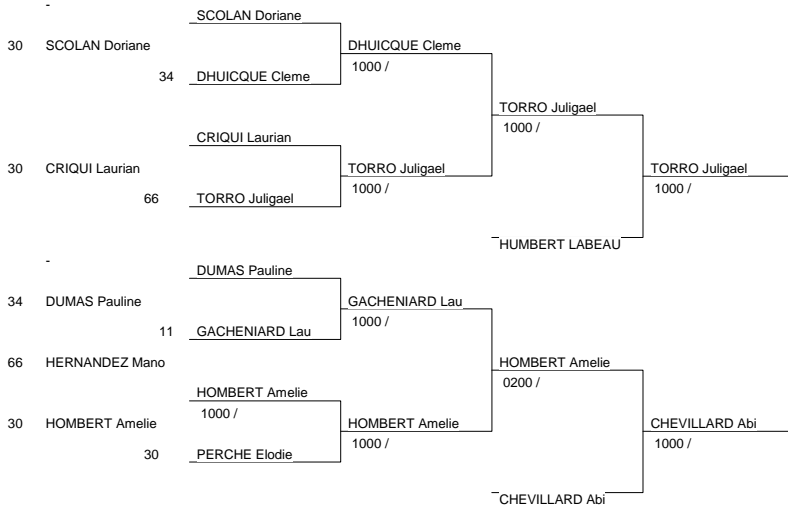 -
SCOLAN Doriane
30 SCOLAN Doriane
DHUICQUE Cleme
1000 /
34 DHUICQUE Cleme
TORRO Juligael
1000 /
CRIQUI Laurian
30 CRIQUI Laurian
TORRO Juligael
1000 /
TORRO Juligael
1000 /
66 TORRO Juligael
HUMBERT LABEAU
-
DUMAS Pauline
34 DUMAS Pauline
GACHENIARD Lau
1000 /
11 GACHENIARD Lau
66 HERNANDEZ Mano
HOMBERT Amelie
0200 /
HOMBERT Amelie
1000 /
30 HOMBERT Amelie
HOMBERT Amelie
1000 /
CHEVILLARD Abi
1000 /
30 PERCHE Elodie
CHEVILLARD Abi